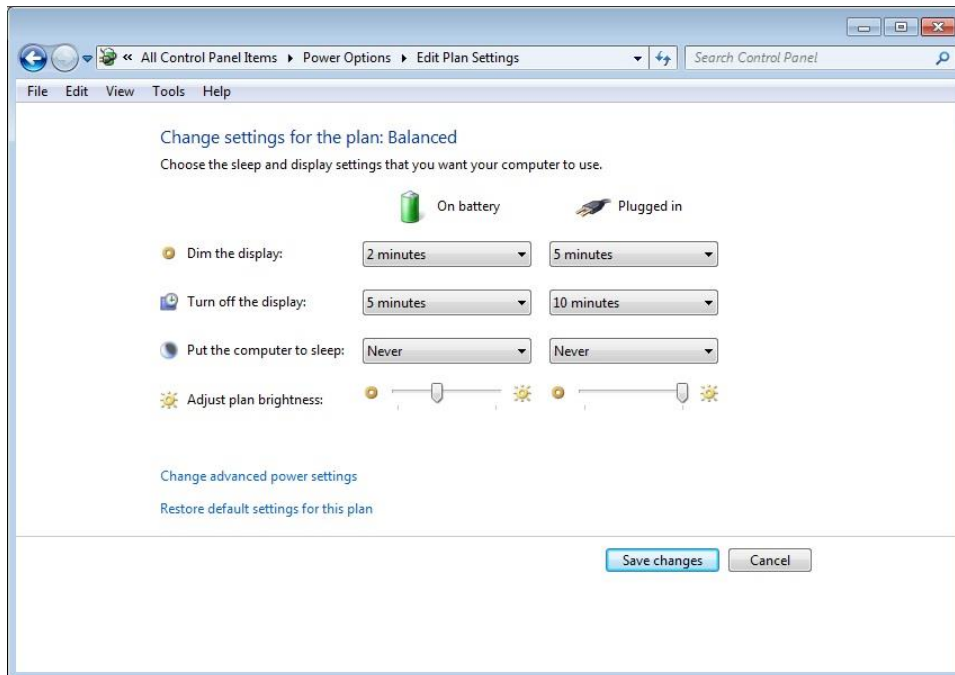 « All Control Panel Items ▸ Power Options ▸ Edit Plan Settings Search Control Panel
File Edit View Tools Help
Change settings for the plan: Balanced
Choose the sleep and display settings that you want your computer to use.
On battery Plugged in
Dim the display: 2 minutes 5 minutes
Turn off the display: 5 minutes 10 minutes
Put the computer to sleep: Never Never
Adjust plan brightness:
Change advanced power settings
Restore default settings for this plan
Save changes Cancel